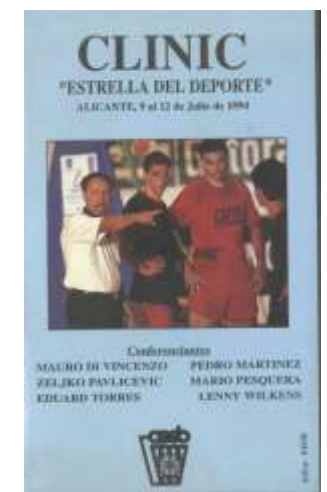 CLINIC
"ESTRELLA DEL DEPORTE"
ALICANTE, 9 al 12 de Julio de 1994
Conferenciantes
MAURO DI VINCENZO PEDRO MARTINEZ
ZELJKO PAVLICEVIC MARIO PESQUERA
EDUARD TORRES LENNY WILKENS